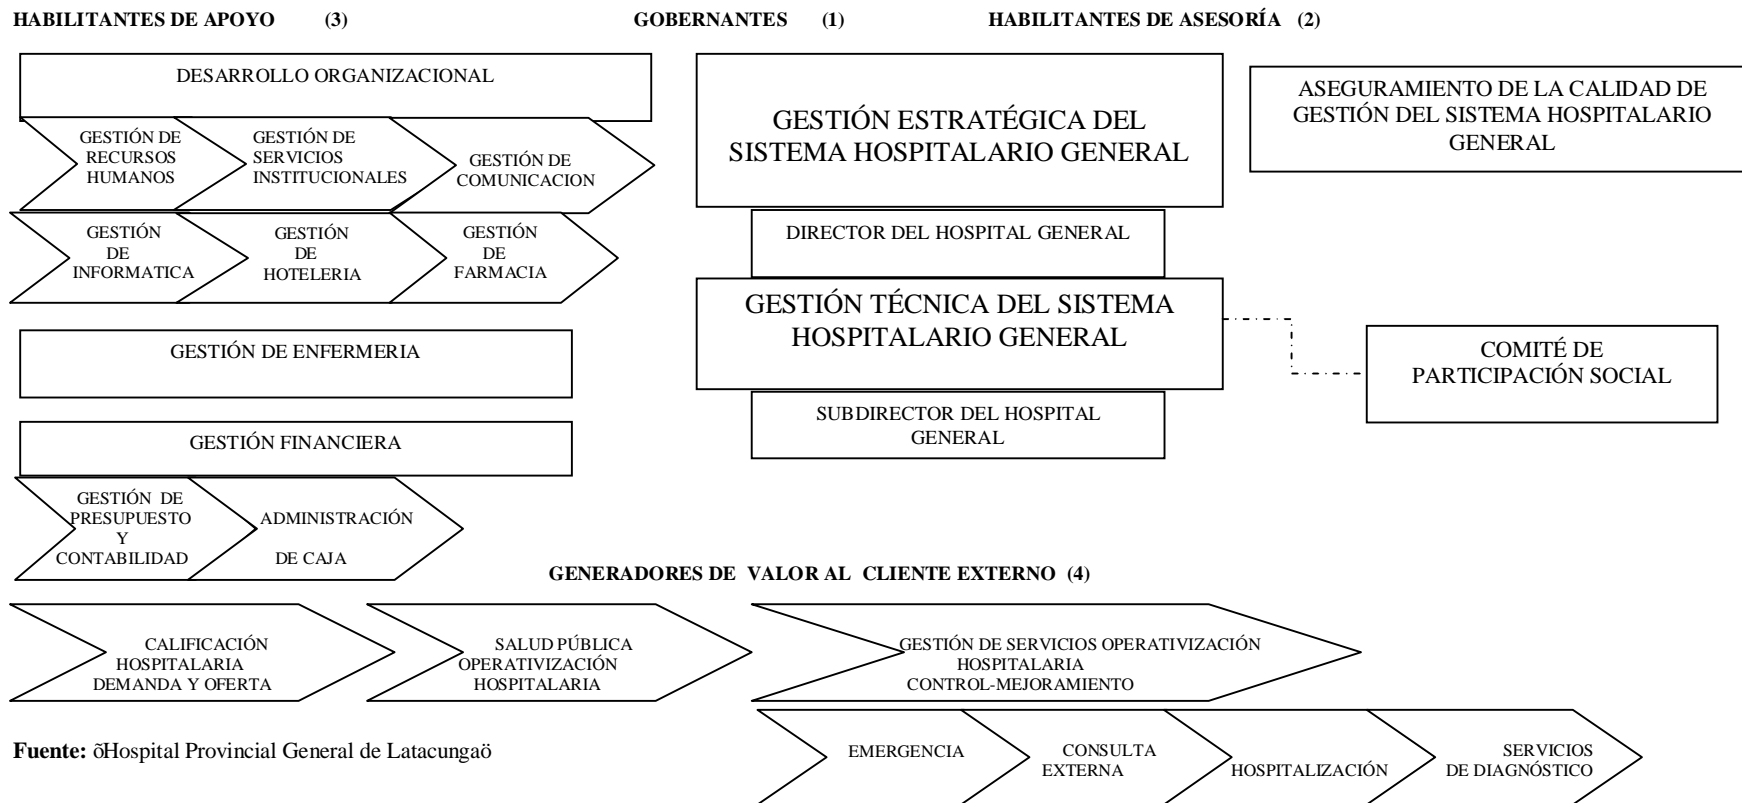 HABILITANTES DE APOYO (3)
GOBERNANTES (1)
HABILITANTES DE ASESORÍA (2)
DESARROLLO ORGANIZACIONAL
GESTIÓN DE
RECURSOS
HUMANOS
GESTIÓN DE
SERVICIOS
INSTITUCIONALES
GESTIÓN DE
COMUNICACION
GESTIÓN
DE
INFORMATICA
GESTIÓN
DE
HOTELERIA
GESTIÓN
DE
FARMACIA
GESTIÓN DE ENFERMERIA
GESTIÓN FINANCIERA
GESTIÓN DE
PRESUPUESTO
Y
CONTABILIDAD
ADMINISTRACIÓN
DE CAJA
GESTIÓN ESTRATÉGICA DEL
SISTEMA HOSPITALARIO GENERAL
DIRECTOR DEL HOSPITAL GENERAL
GESTIÓN TÉCNICA DEL SISTEMA
HOSPITALARIO GENERAL
SUBDIRECTOR DEL HOSPITAL
GENERAL
ASEGURAMIENTO DE LA CALIDAD DE
GESTIÓN DEL SISTEMA HOSPITALARIO
GENERAL
COMITÉ DE
PARTICIPACIÓN SOCIAL
GENERADORES DE VALOR AL CLIENTE EXTERNO (4)
CALIFICACIÓN
HOSPITALARIA
DEMANDA Y OFERTA
SALUD PÚBLICA
OPERATIVIZACIÓN
HOSPITALARIA
GESTIÓN DE SERVICIOS OPERATIVIZACIÓN
HOSPITALARIA
CONTROL-MEJORAMIENTO
EMERGENCIA
CONSULTA
EXTERNA
HOSPITALIZACIÓN
SERVICIOS
DE DIAGNÓSTICO
Fuente: õHospital Provincial General de Latacungaö